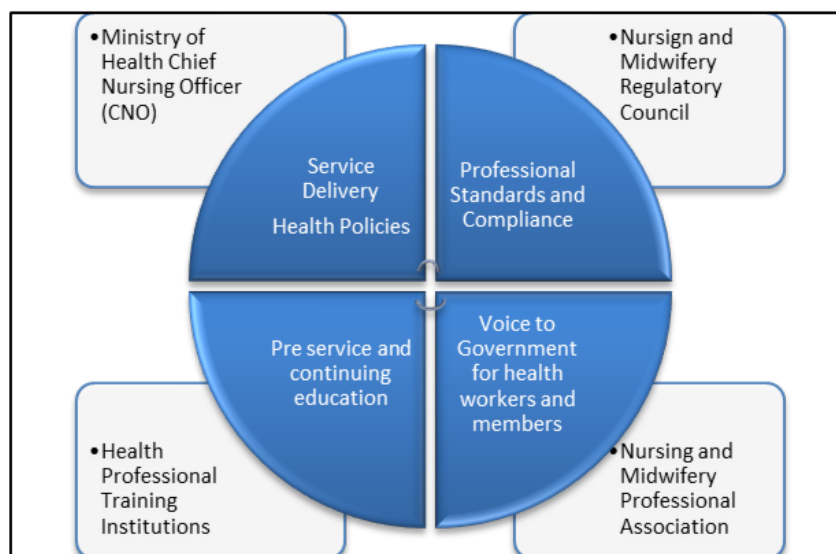 •Ministry of
Health Chief
Nursing Officer
(CNO)
•Nursign and
Midwifery
Regulatory
Council
Service
Delivery
Health Policies
Professional
Standards and
Compliance
Pre service and
continuing
education
Voice to
Government
for health
workers and
members
•Health
Professional
Training
Institutions
•Nursing and
Midwifery
Professional
Association